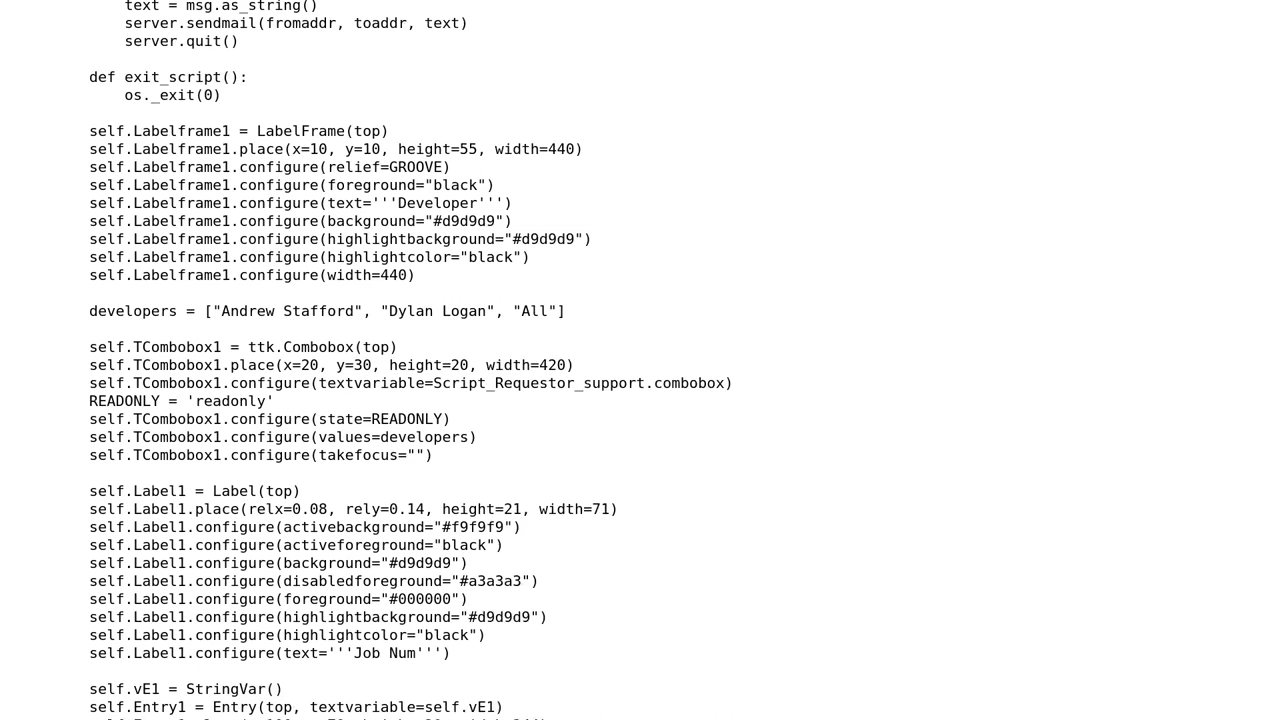 text = msg.as_string()
server.sendmail(fromaddr, toaddr, text)
server.quit()
def exit_script():
os._exit(0)
self.Labelframe1 = LabelFrame(top)
self.Labelframe1.place(x=10, y=10, height=55, width=440)
self.Labelframe1.configure(relief=GROOVE)
self.Labelframe1.configure(foreground="black")
self.Labelframe1.configure(text='''Developer''')
self.Labelframe1.configure(background="#d9d9d9")
self.Labelframe1.configure(highlightbackground="#d9d9d9")
self.Labelframe1.configure(highlightcolor="black")
self.Labelframe1.configure(width=440)
developers = ["Andrew Stafford", "Dylan Logan", "All"]
self.TCombobox1 = ttk.Combobox(top)
self.TCombobox1.place(x=20, y=30, height=20, width=420)
self.TCombobox1.configure(textvariable=Script_Requestor_support.combobox)
READONLY = 'readonly'
self.TCombobox1.configure(state=READONLY)
self.TCombobox1.configure(values=developers)
self.TCombobox1.configure(takefocus="")
self.Label1 = Label(top)
self.Label1.place(relx=0.08, rely=0.14, height=21, width=71)
self.Label1.configure(activebackground="#f9f9f9")
self.Label1.configure(activeforeground="black")
self.Label1.configure(background="#d9d9d9")
self.Label1.configure(disabledforeground="#a3a3a3")
self.Label1.configure(foreground="#000000")
self.Label1.configure(highlightbackground="#d9d9d9")
self.Label1.configure(highlightcolor="black")
self.Label1.configure(text='''Job Num''')
self.vE1 = StringVar()
self.Entry1 = Entry(top, textvariable=self.vE1)